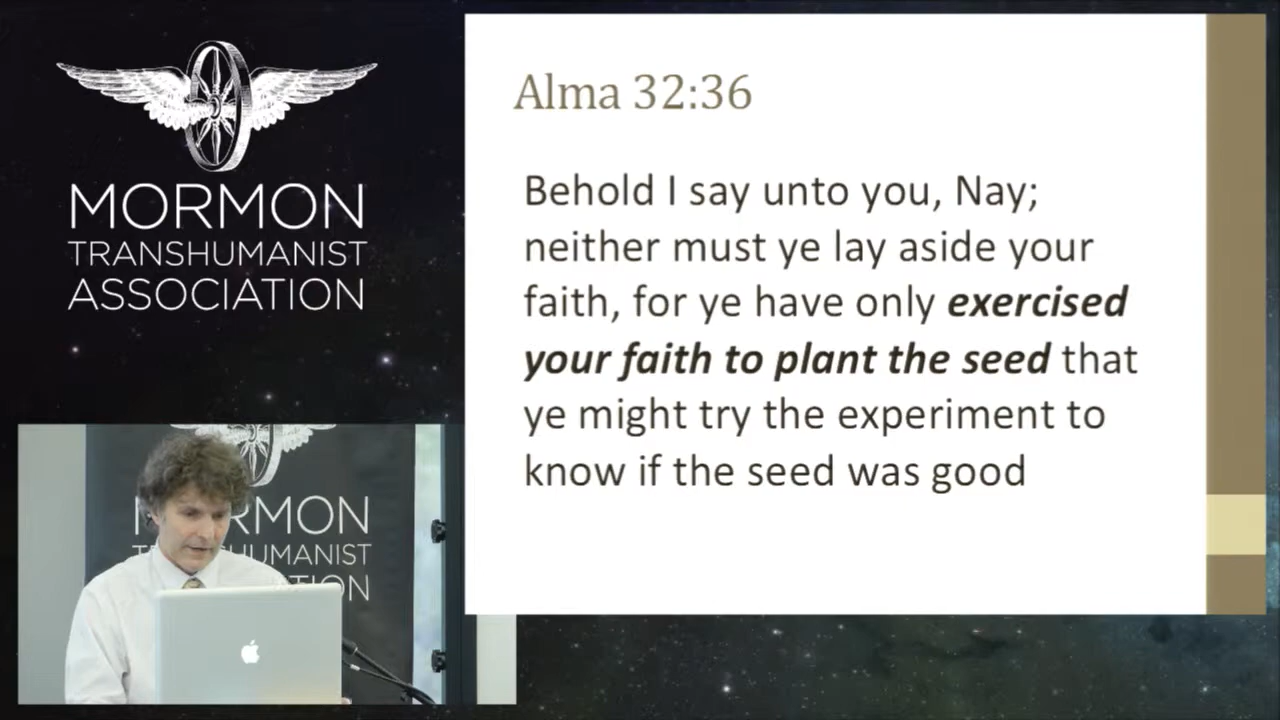 MORMON
TRANSHUMANIST
ASSOCIATION
Alma 32:36
Behold I say unto you, Nay;
neither must ye lay aside your
faith, for ye have only exercised
your faith to plant the seed that
ye might try the experiment to
know if the seed was good